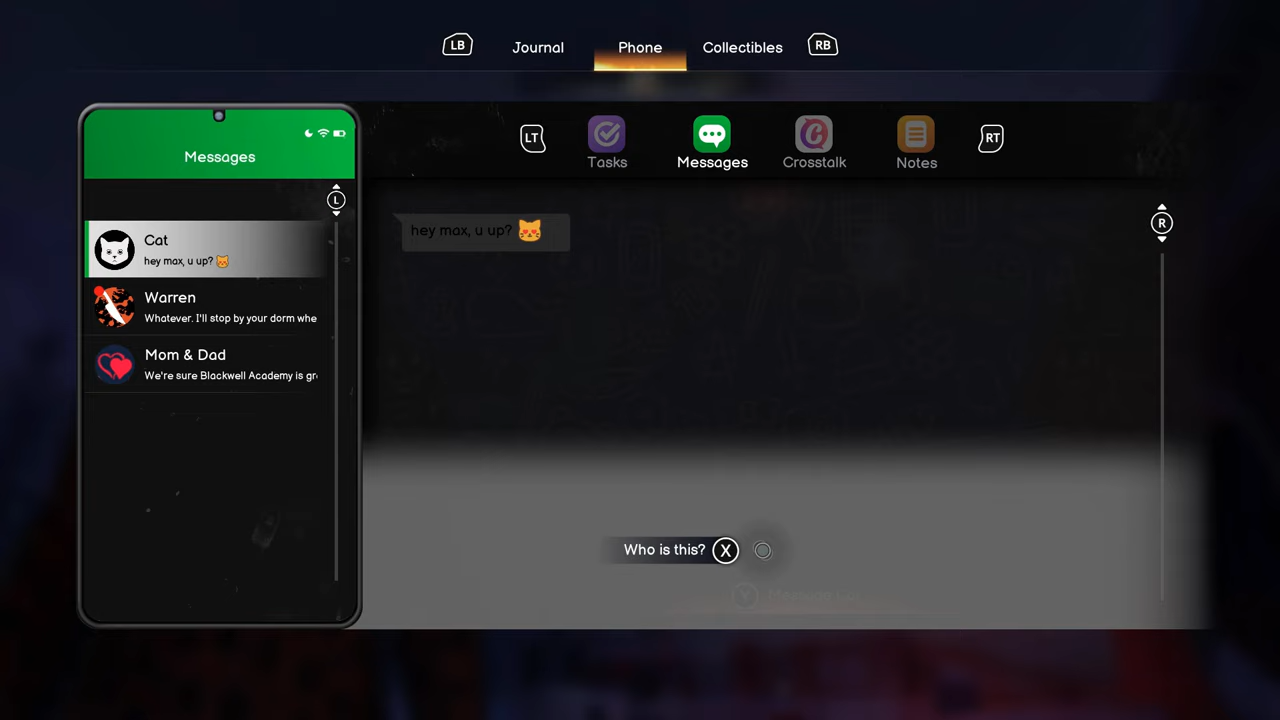 LB Journal Phone Collectibles RB
Messages
L
Cat
hey max, u up?
Warren
Whatever. I'll stop by your dorm whe
Mom & Dad
We're sure Blackwell Academy is gr
LT Tasks Messages Crosstalk Notes RT
hey max, u up?
R
Who is this? X
Y Message